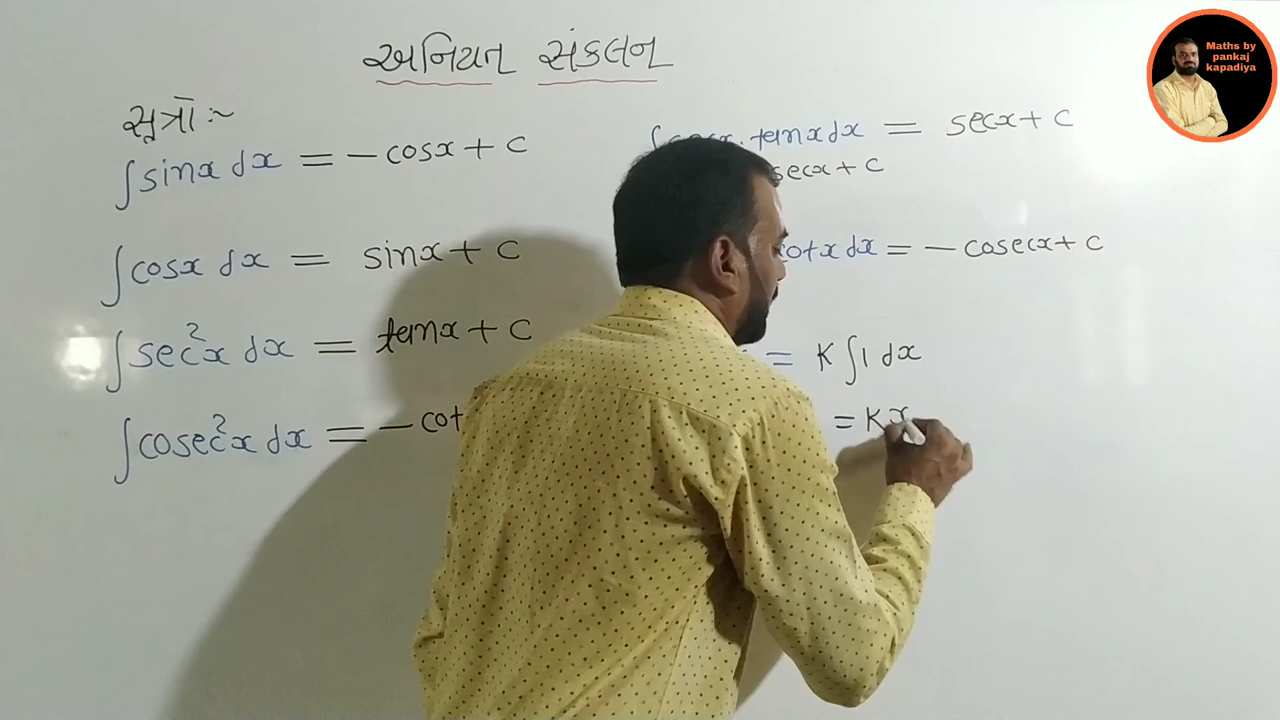 અનિયત સંકલન
સૂત્રો:~
∫sinx dx = -cosx + c
∫cosx dx = sinx + c
∫sec²x dx = tanx + c
∫cosec²x dx = -cot
tanx dx = secx + c
secx + c
cotx dx = -cosecx + c
= K∫1 dx
= Kx
Maths by
pankaj
kapadiya